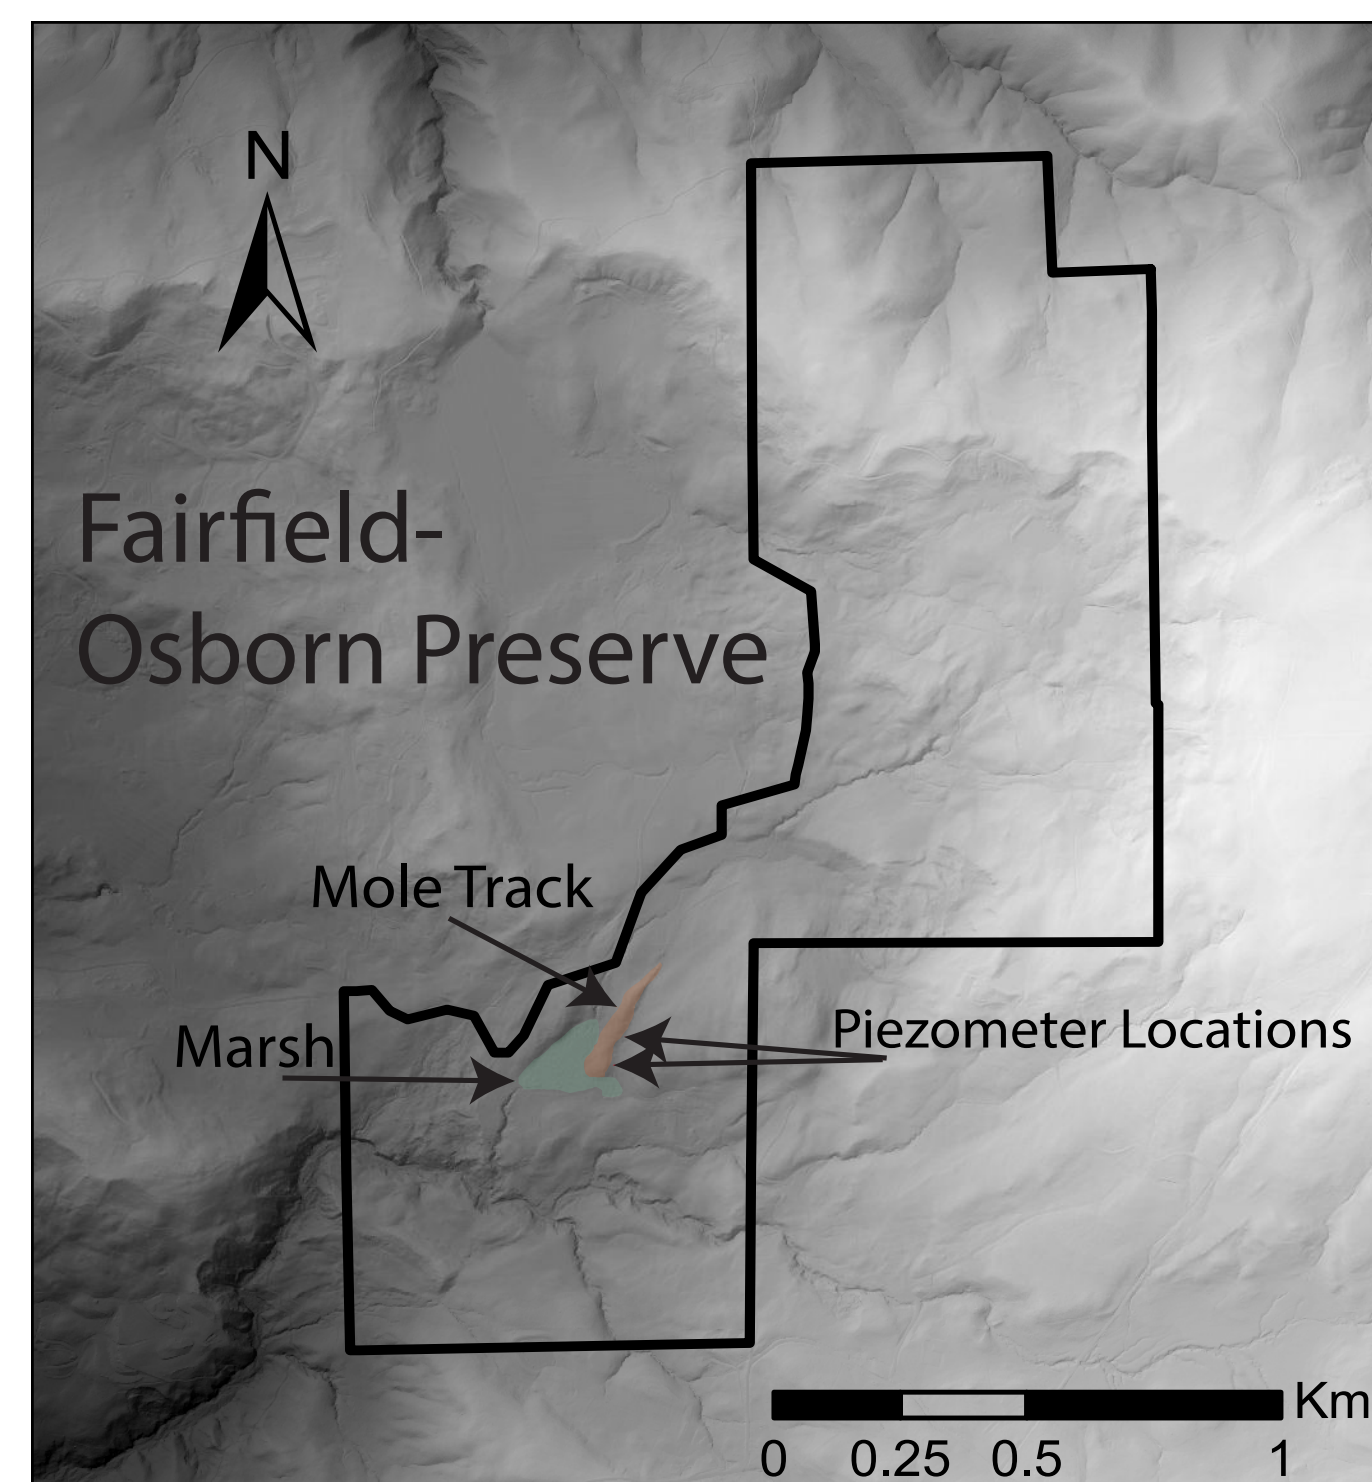 N
Fairfield-
Osborn Preserve
Mole Track
Marsh
Piezometer Locations
Km
0 0.25 0.5 1